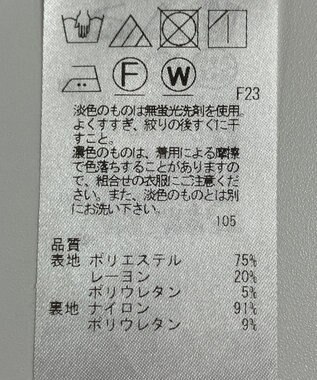 F W
F23
淡色のものは無蛍光洗剤を使用。
よくすすぎ、絞りの後すぐに干
すこと。
濃色のものは、着用による摩擦
で色落ちすることがありますの
で、組合せの衣服にご注意くだ
さい。また、淡色のものとは別
にお洗い下さい。
105
品質
表地 ポリエステル 75%
レーヨン 20%
ポリウレタン 5%
裏地 ナイロン 91%
ポリウレタン 9%